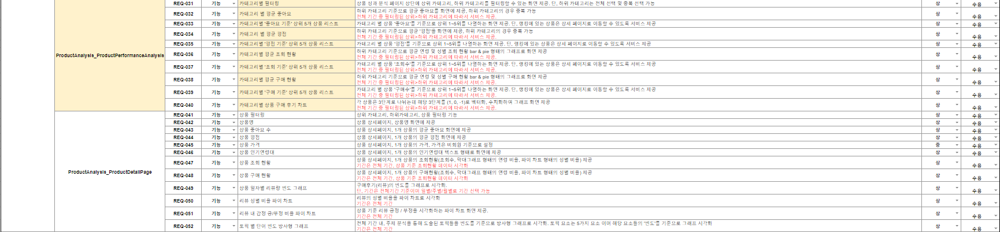 REQ-031 기능 카테고리별 필터링 상품 성과 분석 페이지 상단에 상위 카테고리, 하위 카테고리를 필터링할 수 있는 화면 제공. 단, 하위 카테고리는 전체 선택 및 중복 선택 가능 상 수용
REQ-032 기능 카테고리 별 평균 좋아요 하위 카테고리 기준으로 평균 좋아요를 화면에 제공, 하위 카테고리의 경우 중복 가능 상 수용
전체 기간 중 필터링된 상위>하위 카테고리에 따라서 서비스 제공.
REQ-033 기능 카테고리별 '좋아요 기준' 상위 5개 상품 리스트 카테고리 별 상품 '좋아요'를 기준으로 상위 1~5위를 나열하는 화면 제공. 단, 랭킹에 있는 상품은 상세 페이지로 이동할 수 있도록 서비스 제공 상 수용
REQ-034 기능 카테고리 별 평균 평점 하위 카테고리 기준으로 평균 '평점'을 화면에 제공, 하위 카테고리의 경우 중복 가능 상 수용
전체 기간 중 필터링된 상위>하위 카테고리에 따라서 서비스 제공.
REQ-035 기능 카테고리별 '평점 기준' 상위 5개 상품 리스트 카테고리 별 상품 '평점'를 기준으로 상위 1~5위를 나열하는 화면 제공. 단, 랭킹에 있는 상품은 상세 페이지로 이동할 수 있도록 서비스 제공 상 수용
ProductAnalysis_ProductPerformanceAnalysis
REQ-036 기능 카테고리별 평균 조회 현황 하위 카테고리 기준으로 평균 연령 및 성별 조회 현황 bar & pie 형태의 그래프로 화면 제공 상 수용
전체 기간 중 필터링된 상위>하위 카테고리에 따라서 서비스 제공.
REQ-037 기능 카테고리별 '조회 기준' 상위 5개 상품 리스트 카테고리 별 상품 '조회수'를 기준으로 상위 1~5위를 나열하는 화면 제공. 단, 랭킹에 있는 상품은 상세 페이지로 이동할 수 있도록 서비스 제공 상 수용
전체 기간 중 필터링된 상위>하위 카테고리에 따라서 서비스 제공.
REQ-038 기능 카테고리별 평균 구매 현황 하위 카테고리 기준으로 평균 연령 및 성별 구매 현황 bar & pie 형태의 그래프로 화면 제공 상 수용
전체 기간 중 필터링된 상위>하위 카테고리에 따라서 서비스 제공.
REQ-039 기능 카테고리별 '구매 기준' 상위 5개 상품 리스트 카테고리 별 상품 '구매수'를 기준으로 상위 1~5위를 나열하는 화면 제공. 단, 랭킹에 있는 상품은 상세 페이지로 이동할 수 있도록 서비스 제공 상 수용
전체 기간 중 필터링된 상위>하위 카테고리에 따라서 서비스 제공.
REQ-040 기능 카테고리별 상품 구매 후기 차트 각 상품은 3단계로 나뉘는데 해당 3단계를 (1, 0, -1)로 벡터화, 수치화하여 그래프 화면 제공 상 수용
전체 기간 중 필터링된 상위>하위 카테고리에 따라서 서비스 제공.
REQ-041 기능 상품 필터링 상위 카테고리, 하위카테고리, 상품 필터링 기능 상 수용
REQ-042 기능 상품명 상품 상세페이지, 상품명 화면에 제공 상 수용
REQ-043 기능 상품 좋아요 수 상품 상세페이지, 1개 상품의 평균 좋아요 화면에 제공 상 수용
REQ-044 기능 상품 평점 상품 상세페이지, 1개 상품의 평균 평점 화면에 제공 상 수용
REQ-045 기능 상품 가격 상품 상세페이지, 1개 상품의 가격, 가격은 비회원 기준으로 설정 중 수용
REQ-046 기능 상품 인기연령대 상품 상세페이지, 1개 상품의 인기연령대 텍스트 형태로 화면에 제공 상 수용
REQ-047 기능 상품 조회 현황 상품 상세페이지, 1개 상품의 조회현황(조회수, 막대그래프 형태의 연령 비율, 파이 차트 형태의 성별 비율) 제공 상 수용
기간은 전체 기간, 상품 기준 조회현황 데이터 시각화
ProductAnalysis_ProductDetailPage
REQ-048 기능 상품 구매 현황 상품 상세페이지, 1개 상품의 구매현황(조회수, 막대그래프 형태의 연령 비율, 파이 차트 형태의 성별 비율) 제공 상 수용
기간은 전체 기간, 상품 기준 조회현황 데이터 시각화
REQ-049 기능 상품 일자별 리뷰량 빈도 그래프 구매후기(리뷰)의 빈도를 그래프로 시각화. 상 수용
단, 기간은 전체기간 기준이며 일별/주별/월별로 기간 선택 가능
REQ-050 기능 리뷰 성별 비율 파이 차트 리뷰의 성별 비율을 파이 차트로 시각화 상 수용
기간은 전체 기간
REQ-051 기능 리뷰 내 감정 긍/부정 비율 파이 차트 상품 기준 리뷰 긍정 / 부정을 시각화하는 파이 차트 화면 제공. 상 수용
기간은 전체 기간
REQ-052 기능 토픽 별 단어 빈도 방사형 그래프 전체 기간 내, 주제 분석을 통해 도출된 토픽들을 빈도를 기준으로 방사형 그래프로 시각화. 토픽 요소는 5가지 요소 이며 해당 요소들의 '빈도'를 기준으로 그래프 시각화 상 수용
기간은 전체 기간